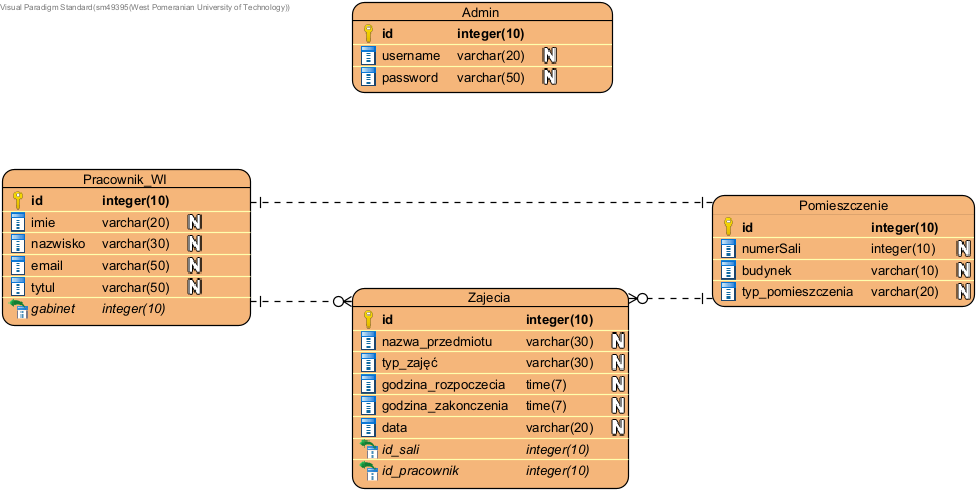 Visual Paradigm Standard(sm49395(West Pomeranian University of Technology))
Admin
id integer(10)
username varchar(20) N
password varchar(50) N
Pracownik_WI
id integer(10)
imie varchar(20) N
nazwisko varchar(30) N
email varchar(50) N
tytul varchar(50) N
gabinet integer(10)
Pomieszczenie
id integer(10)
numerSali integer(10) N
budynek varchar(10) N
typ_pomieszczenia varchar(20) N
Zajecia
id integer(10)
nazwa_przedmiotu varchar(30) N
typ_zajęć varchar(30) N
godzina_rozpoczecia time(7) N
godzina_zakonczenia time(7) N
data varchar(20) N
id_sali integer(10)
id_pracownik integer(10)